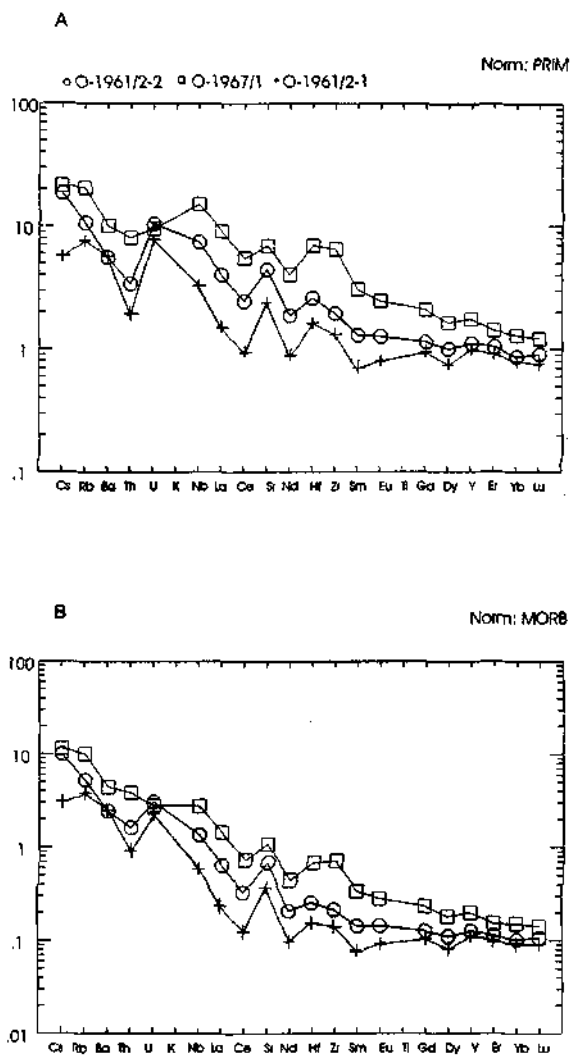 A
Norm: PRIM
O-1961/2-2 O-1967/1 O-1961/2-1
100
10
1
.1
Cs Rb Ba Th U K Nb La Ce Sr Nd Hf Zr Sm Eu Ti Gd Dy Y Er Yb Lu
B
Norm: MORB
100
10
1
.1
.01
Cs Rb Ba Th U K Nb La Ce Sr Nd Hf Zr Sm Eu Ti Gd Dy Y Er Yb Lu